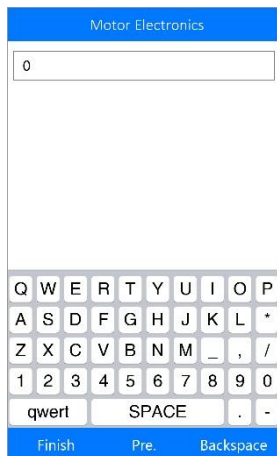 Motor Electronics
0
Q W E R T Y U I O P
A S D F G H J K L *
Z X C V B N M _ , /
1 2 3 4 5 6 7 8 9 0
qwert SPACE . -
Finish Pre. Backspace